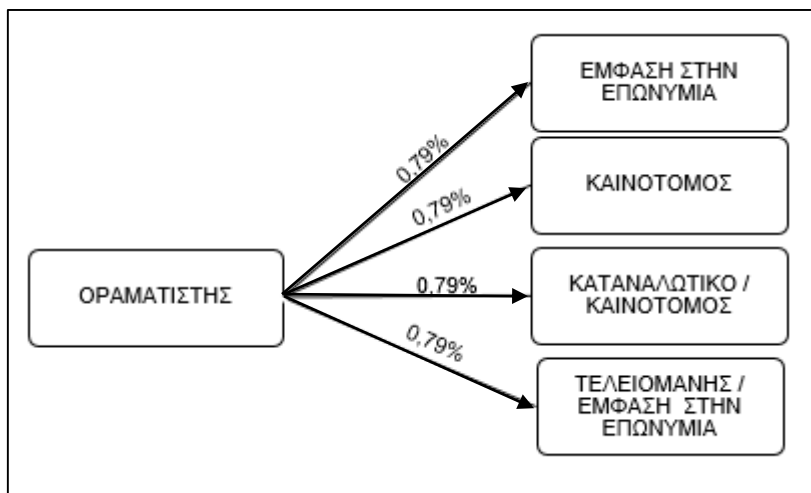 ΕΜΦΑΣΗ ΣΤΗΝ
ΕΠΩΝΥΜΙΑ
0,79%
ΚΑΙΝΟΤΟΜΟΣ
0,79%
ΟΡΑΜΑΤΙΣΤΗΣ
0,79%
ΚΑΤΑΝΑΛΩΤΙΚΟ /
ΚΑΙΝΟΤΟΜΟΣ
0,79%
ΤΕΛΕΙΟΜΑΝΗΣ /
ΕΜΦΑΣΗ ΣΤΗΝ
ΕΠΩΝΥΜΙΑ